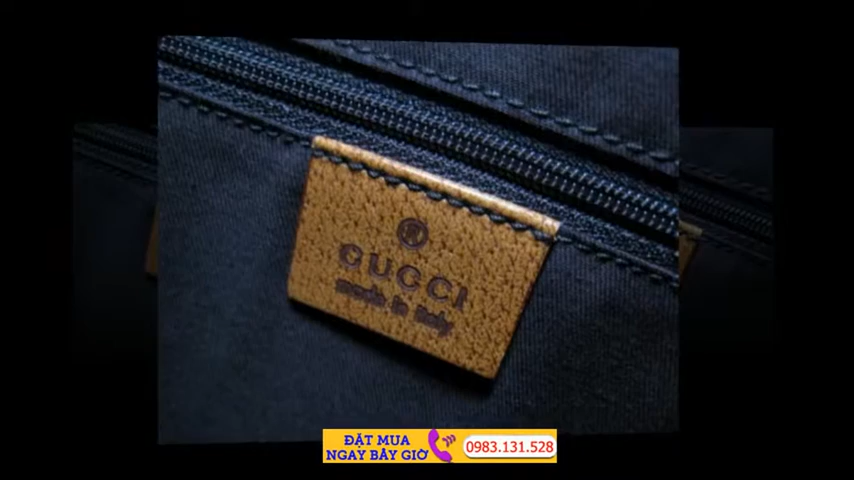 ®
GUCCI
made in italy
ĐẶT MUA
NGAY BÂY GIỜ
0983.131.528